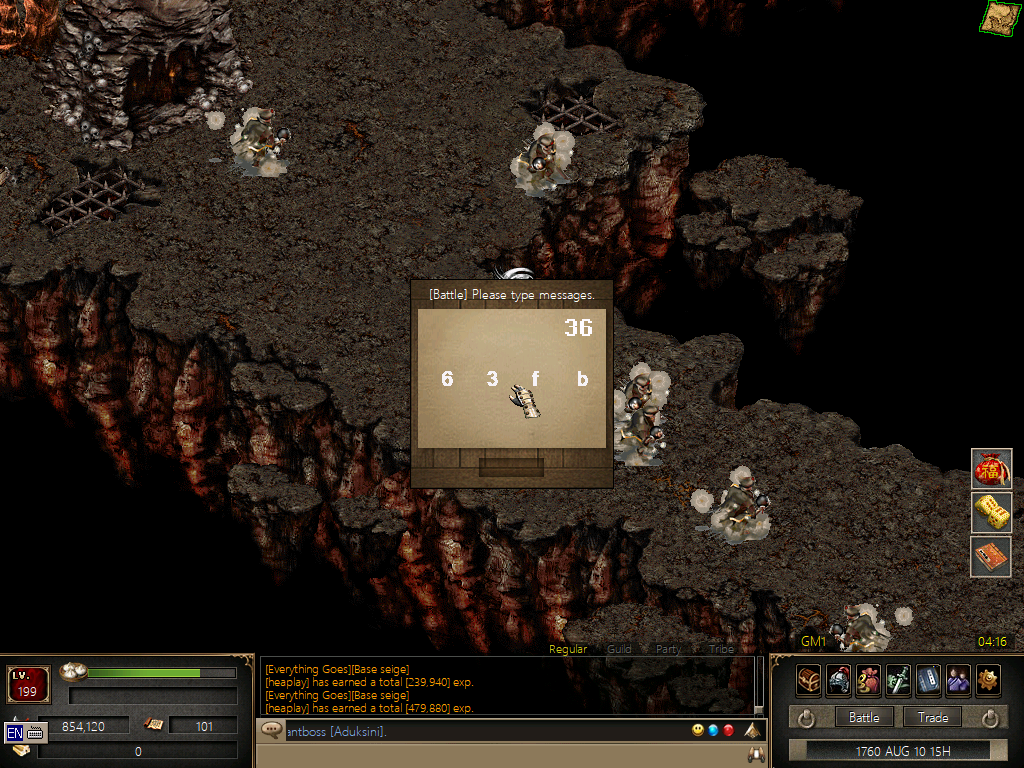 [Battle] Please type messages.
36
6 3 f b
GM1
04:16
Regular Guild Party Tribe
[Everything Goes][Base seige]
[heaplay] has earned a total [239,940] exp.
[Everything Goes][Base seige]
[heaplay] has earned a total [479,880] exp.
antboss [Aduksini].
LV.
199
854,120
101
EN
0
福
Battle
Trade
1760 AUG 10 15H